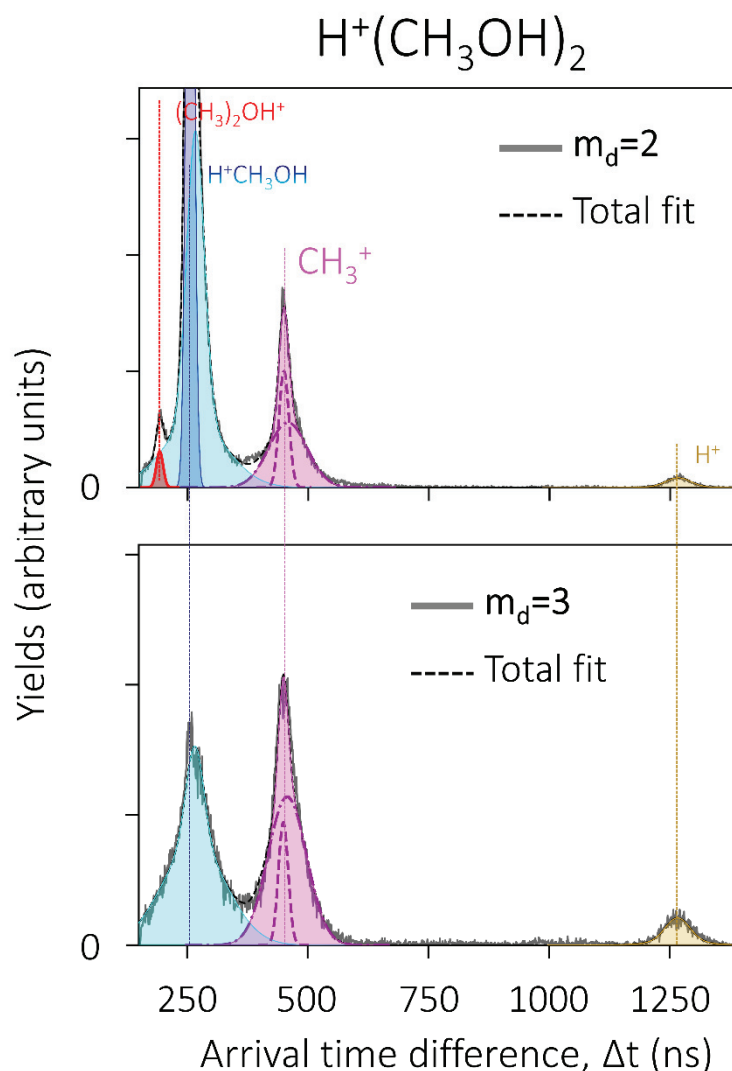 H⁺(CH₃OH)₂
(CH₃)₂OH⁺
m_d=2
H⁺CH₃OH
Total fit
CH₃⁺
H⁺
0
Yields (arbitrary units)
m_d=3
Total fit
0
250 500 750 1000 1250
Arrival time difference, Δt (ns)